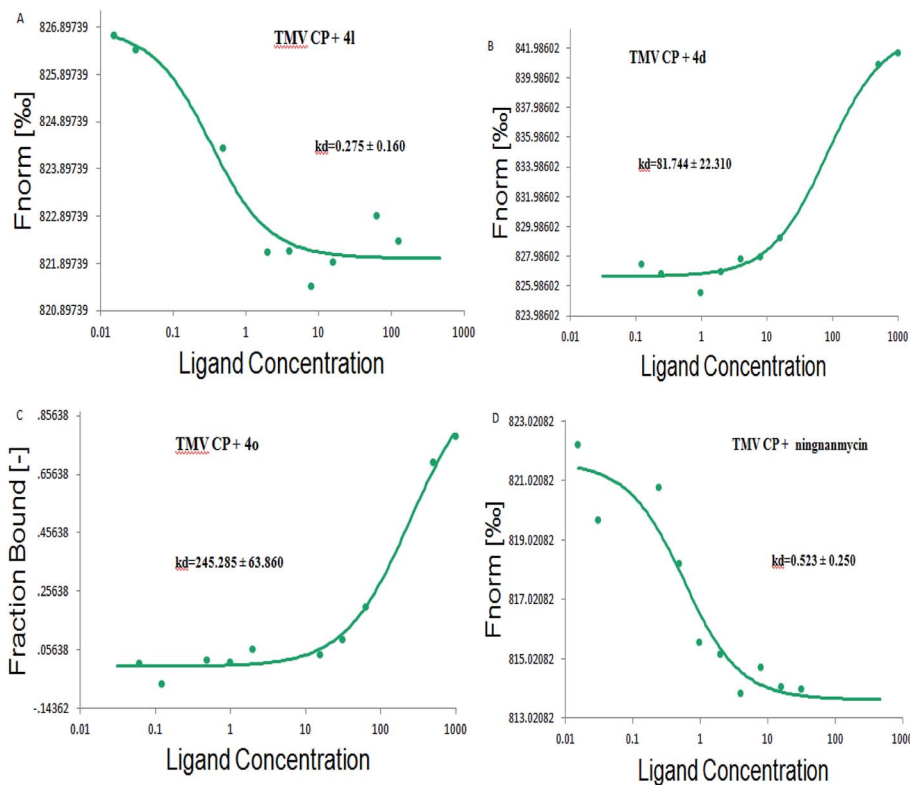 A
TMV CP + 4l
kd=0.275 ± 0.160
Fnorm [‰]
826.89739
825.89739
824.89739
823.89739
822.89739
821.89739
820.89739
0.01 0.1 1 10 100 1000
Ligand Concentration
B
TMV CP + 4d
kd=81.744 ± 22.310
Fnorm [‰]
841.98602
839.98602
837.98602
835.98602
833.98602
831.98602
829.98602
827.98602
825.98602
823.98602
0.01 0.1 1 10 100 1000
Ligand Concentration
C
TMV CP + 4o
kd=245.285 ± 63.860
Fraction Bound [-]
.85638
.65638
.45638
.25638
.05638
-.14362
0.01 0.1 1 10 100 1000
Ligand Concentration
D
TMV CP + ningnanmycin
kd=0.523 ± 0.250
Fnorm [‰]
823.02082
821.02082
819.02082
817.02082
815.02082
813.02082
0.01 0.1 1 10 100 1000
Ligand Concentration